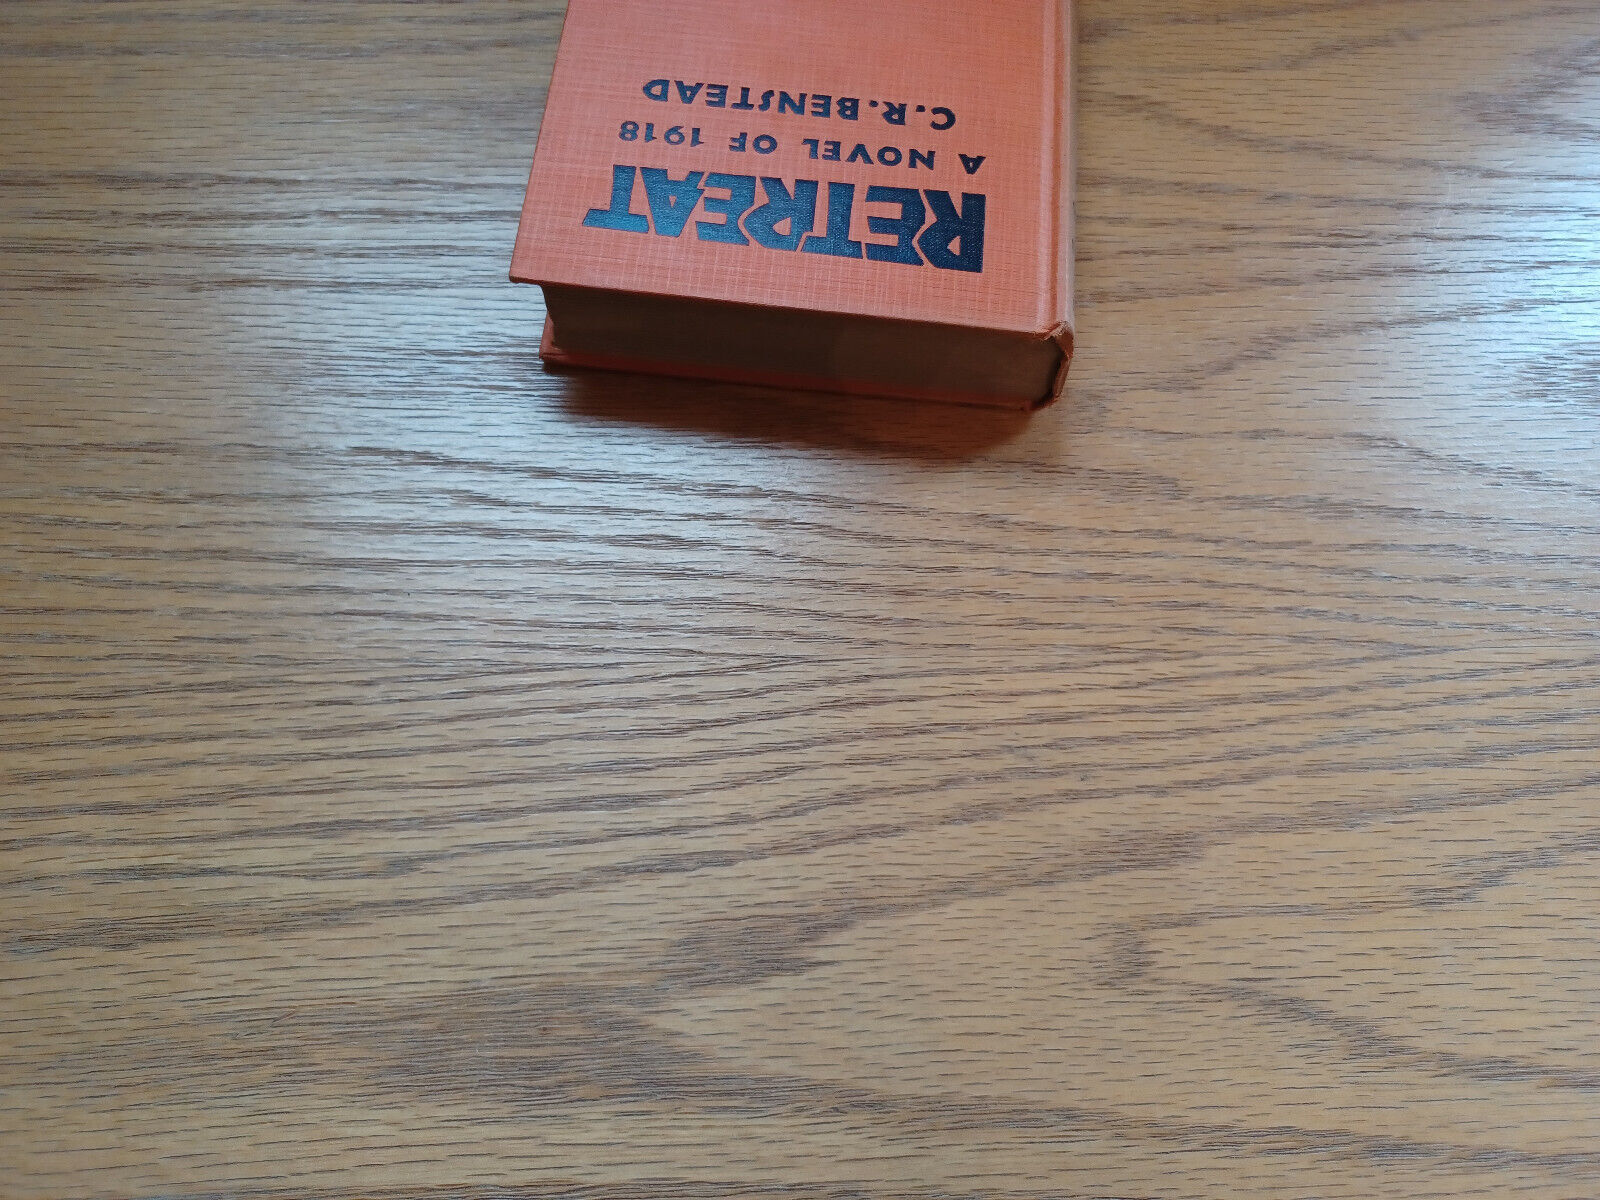 RETREAT
A NOVEL OF 1918
C.R.BENSTEAD